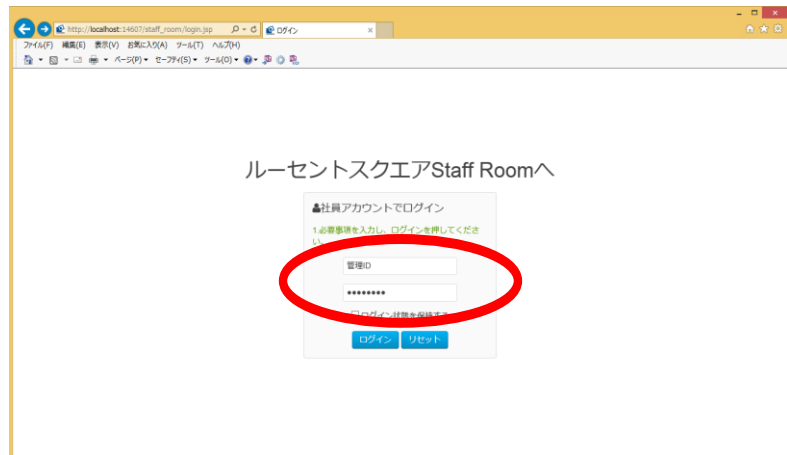 http://localhost:14607/staff_room/login.jsp
ログイン
ファイル(F) 編集(E) 表示(V) お気に入り(A) ツール(T) ヘルプ(H)
ページ(P) セーフティ(S) ツール(O)
ルーセントスクエアStaff Roomへ
社員アカウントでログイン
1.必要事項を入力し、ログインを押してくださ
い。
管理ID
••••••••
ログイン状態を保持する
ログイン リセット